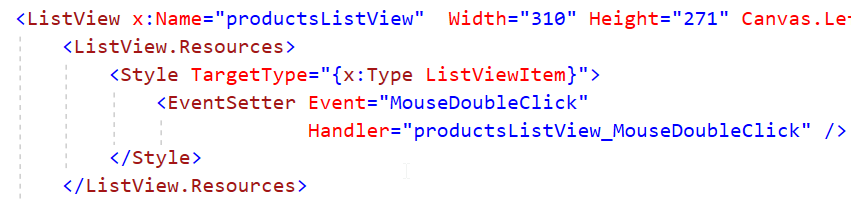 <ListView x:Name="productsListView"  Width="310" Height="271" Canvas.Le
<ListView.Resources>
<Style TargetType="{x:Type ListViewItem}">
<EventSetter Event="MouseDoubleClick"
Handler="productsListView_MouseDoubleClick" />
</Style>
</ListView.Resources>